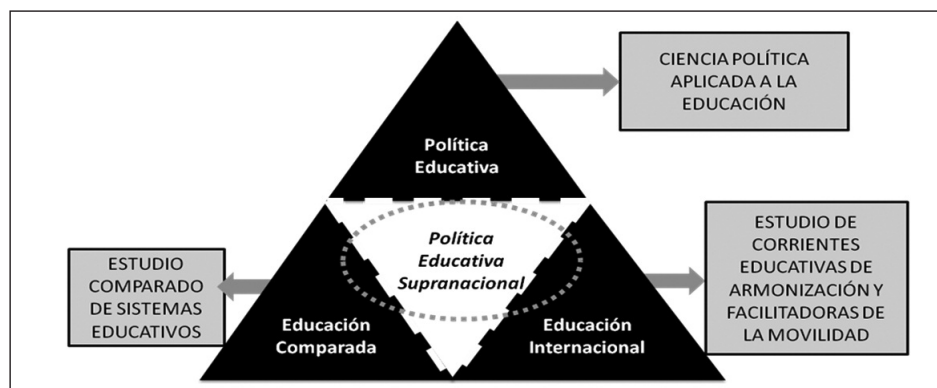 CIENCIA POLÍTICA
APLICADA A LA
EDUCACIÓN
Política
Educativa
Política
Educativa
Supranacional
ESTUDIO
COMPARADO
DE SISTEMAS
EDUCATIVOS
Educación
Comparada
Educación
Internacional
ESTUDIO DE
CORRIENTES
EDUCATIVAS DE
ARMONIZACIÓN Y
FACILITADORAS DE
LA MOVILIDAD